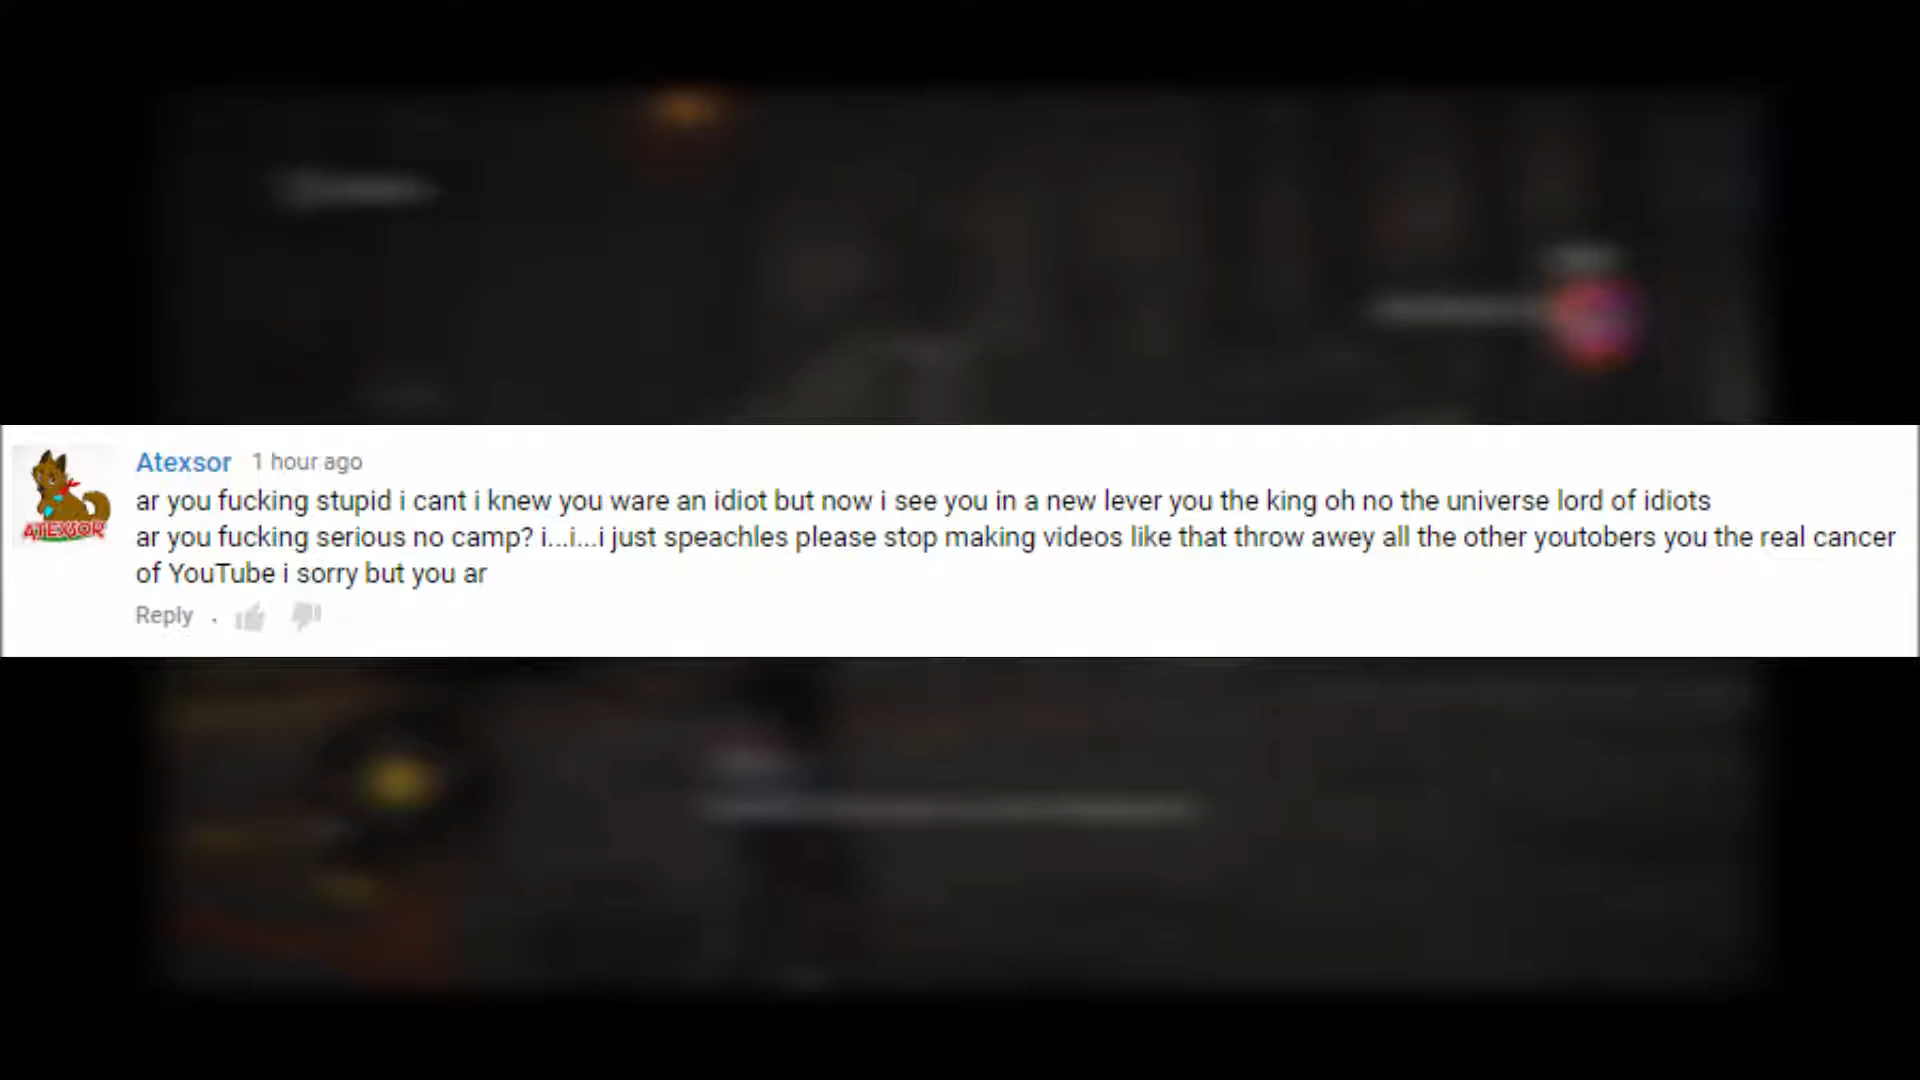 Atexsor 1 hour ago
ar you fucking stupid i cant i knew you ware an idiot but now i see you in a new lever you the king oh no the universe lord of idiots
ar you fucking serious no camp? i...i...i just speachles please stop making videos like that throw awey all the other youtobers you the real cancer
of YouTube i sorry but you ar
Reply .
ATEXSOR